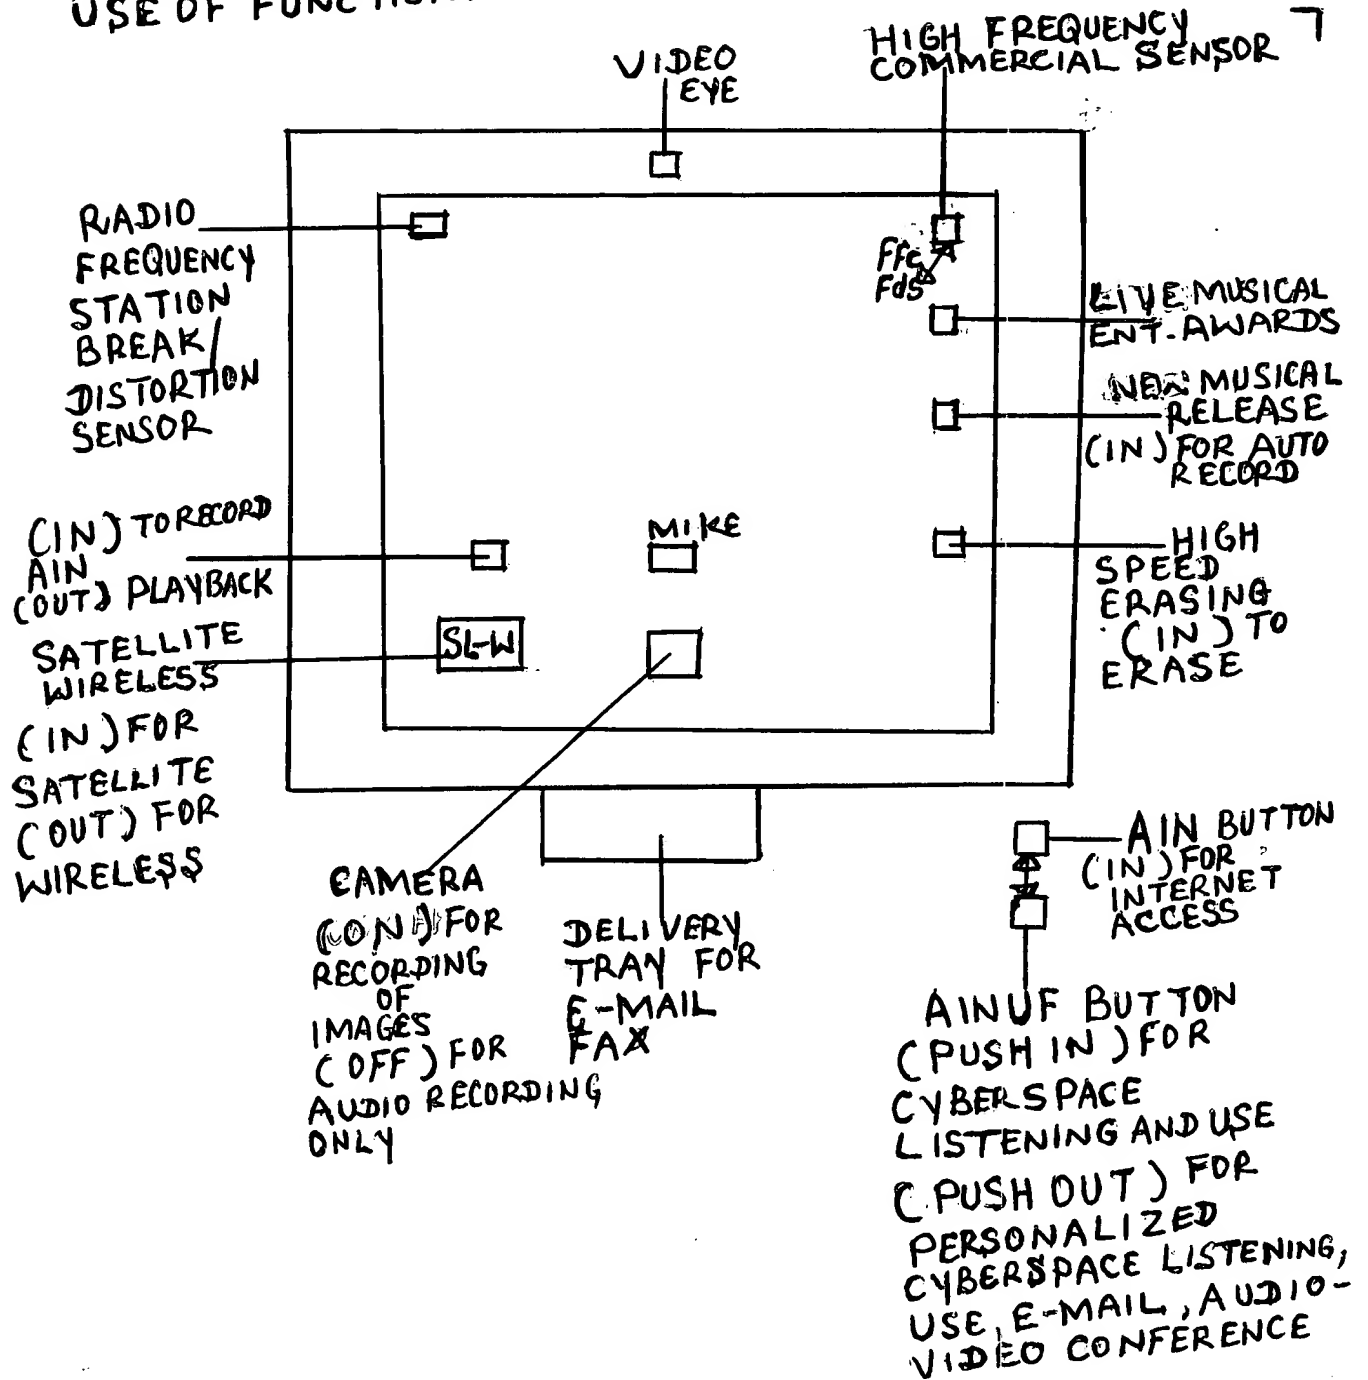 USE OF
7
VIDEO
EYE
HIGH FREQUENCY
COMMERCIAL SENSOR
RADIO
FREQUENCY
STATION
BREAK/
DISTORTION
SENSOR
Ffc
Fds
LIVE MUSICAL
ENT. AWARDS
NEW MUSICAL
RELEASE
(IN) FOR AUTO
RECORD
(IN) TO RECORD
AIN
(OUT) PLAYBACK
MIKE
HIGH
SPEED
ERASING
(IN) TO
ERASE
SATELLITE
WIRELESS
(IN) FOR
SATELLITE
(OUT) FOR
WIRELESS
SL-W
CAMERA
(ON) FOR
RECORDING
OF
IMAGES
(OFF) FOR
AUDIO RECORDING
ONLY
DELIVERY
TRAY FOR
E-MAIL
FAX
AIN BUTTON
(IN) FOR
INTERNET
ACCESS
AINUF BUTTON
(PUSH IN) FOR
CYBERSPACE
LISTENING AND USE
(PUSH OUT) FOR
PERSONALIZED
CYBERSPACE LISTENING,
USE, E-MAIL, AUDIO-
VIDEO CONFERENCE